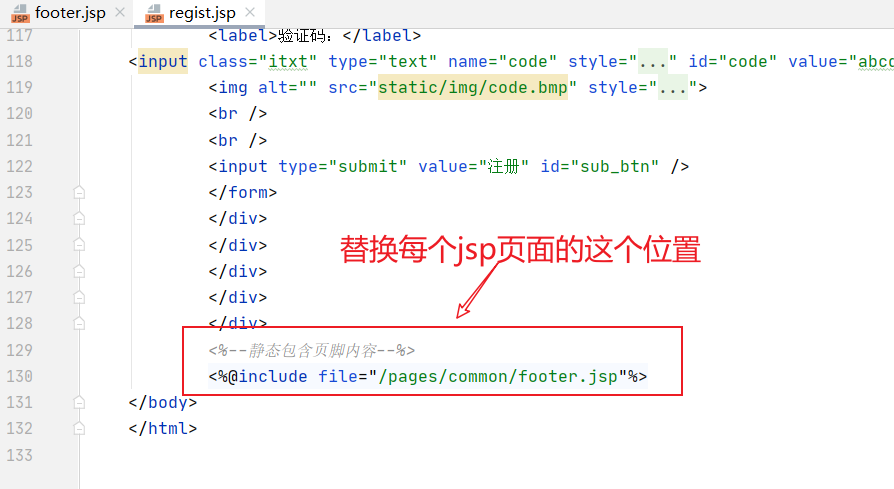 footer.jsp regist.jsp
117 <label>验证码：</label>
118 <input class="itxt" type="text" name="code" style="..." id="code" value="abcd
119 <img alt="" src="static/img/code.bmp" style="...">
120 <br />
121 <br />
122 <input type="submit" value="注册" id="sub_btn" />
123 </form>
124 </div>
125 </div>
替换每个jsp页面的这个位置
126 </div>
127 </div>
128 </div>
129 <%--静态包含页脚内容--%>
130 <%@include file="/pages/common/footer.jsp"%>
131 </body>
132 </html>
133